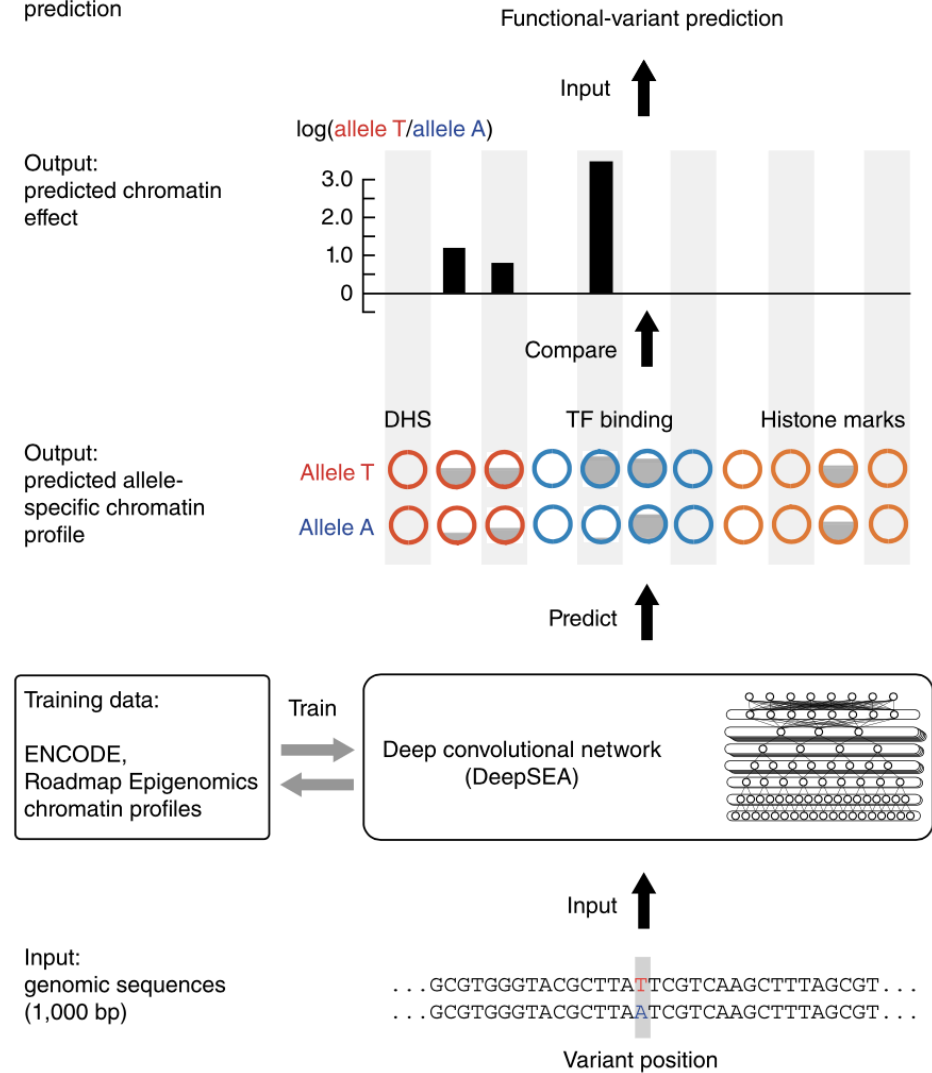 prediction
Functional-variant prediction
Input
log(allele T/allele A)
Output:
predicted chromatin
effect
3.0
2.0
1.0
0
Compare
DHS
TF binding
Histone marks
Output:
predicted allele-
specific chromatin
profile
Allele T
Allele A
Predict
Training data:
ENCODE,
Roadmap Epigenomics
chromatin profiles
Train
Deep convolutional network
(DeepSEA)
Input
Input:
genomic sequences
(1,000 bp)
...GCGTGGGTACGCTTATTCGTCAAGCTTTAGCGT...
...GCGTGGGTACGCTTAATCGTCAAGCTTTAGCGT...
Variant position